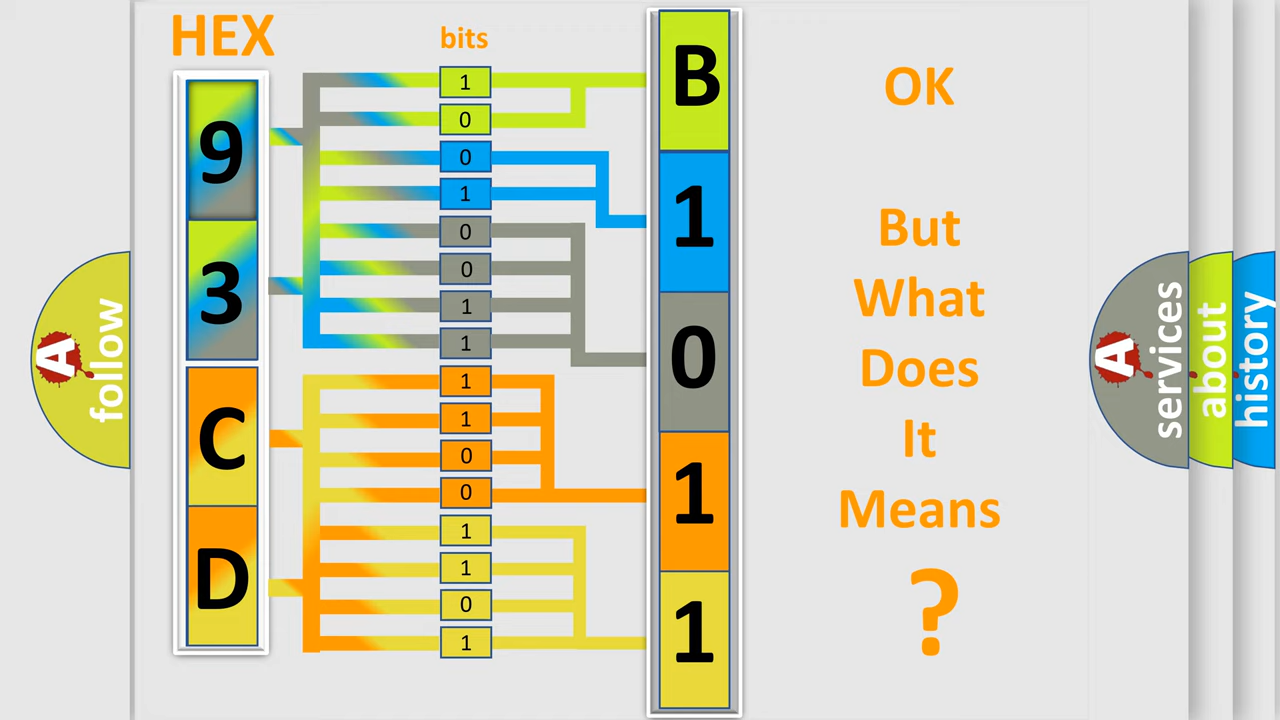 HEX
bits
9
3
C
D
1
0
0
1
0
0
1
1
1
1
0
0
1
1
0
1
B
1
0
1
1
OK
But
What
Does
It
Means
?
A
follow
A
services
about
history